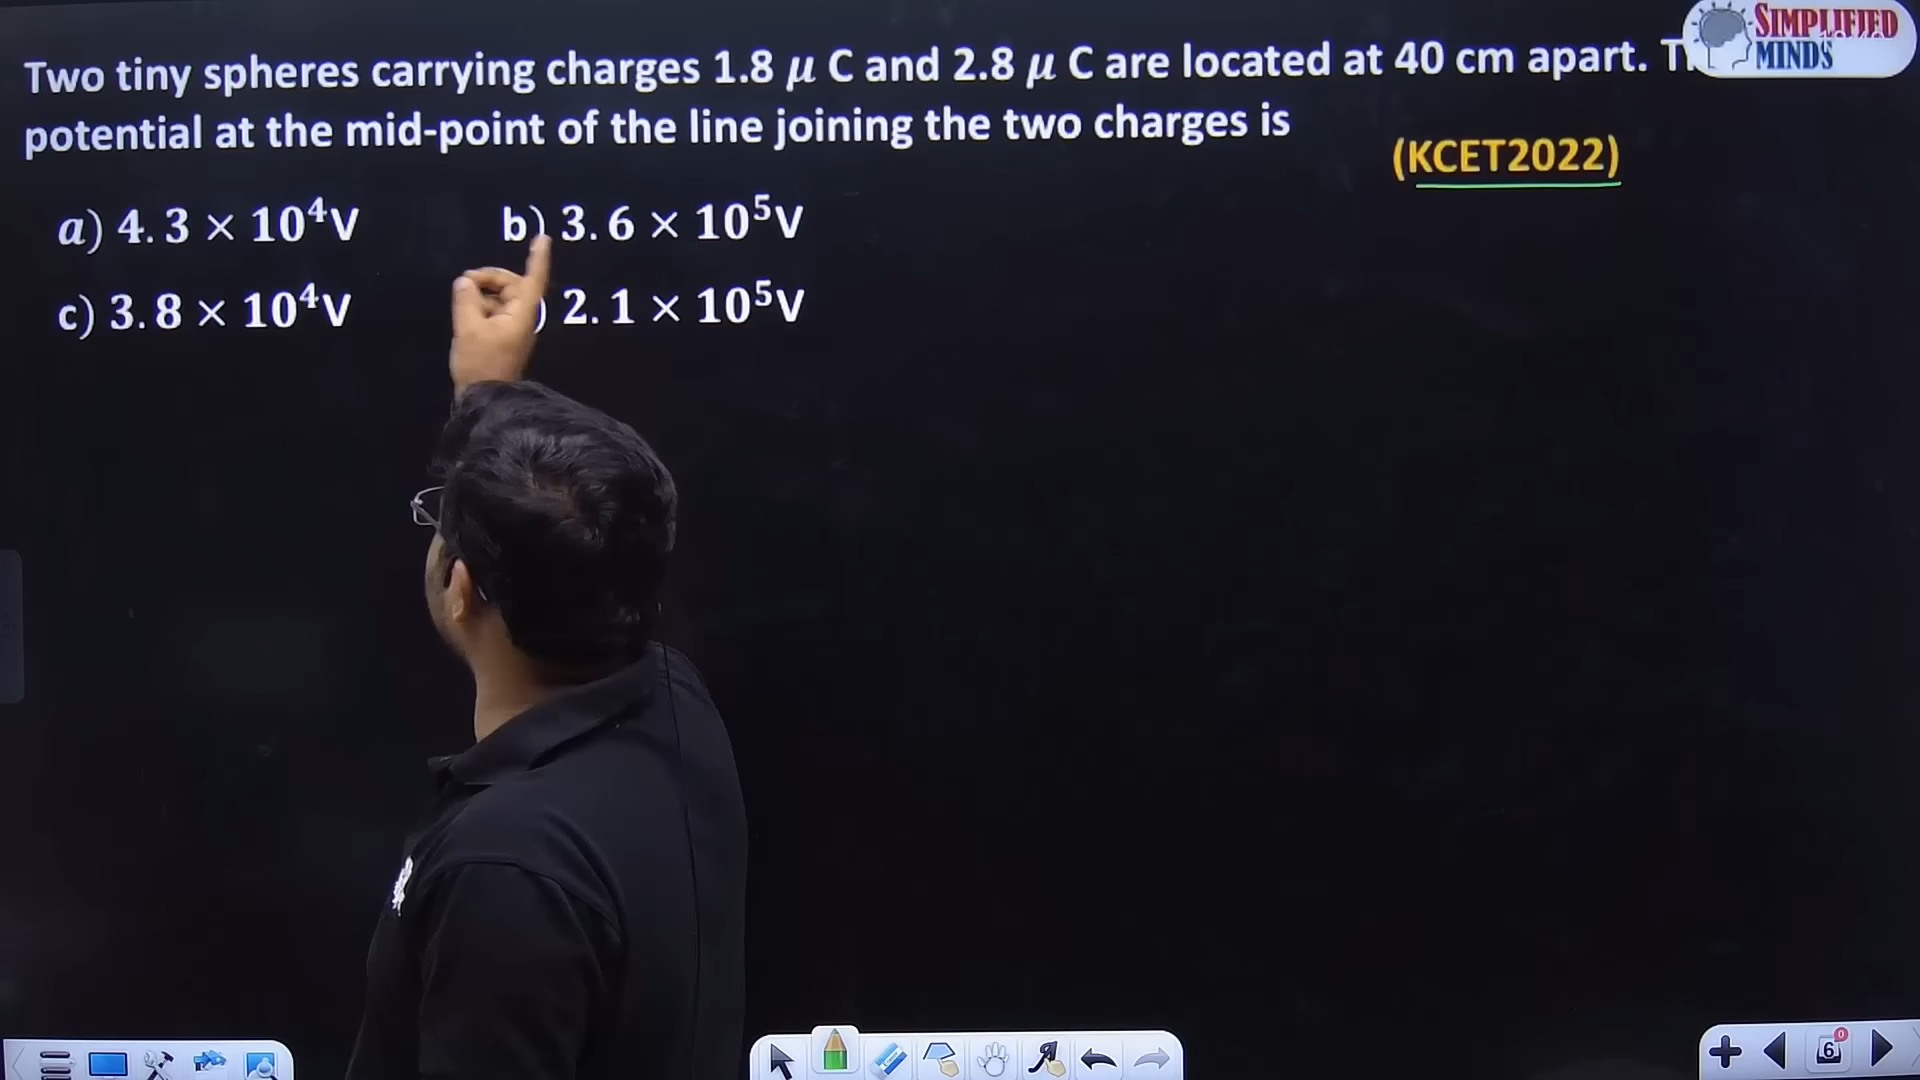 Two tiny spheres carrying charges 1.8 μ C and 2.8 μ C are located at 40 cm apart.
potential at the mid-point of the line joining the two charges is
(KCET2022)
a) 4.3 × 10⁴V b) 3.6 × 10⁵V
c) 3.8 × 10⁴V ) 2.1 × 10⁵V
SIMPLIFIED
MINDS
6
0